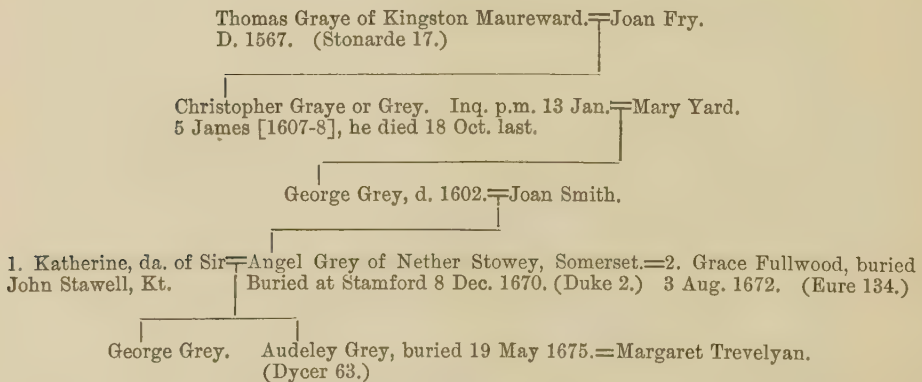 Thomas Graye of Kingston Maureward.=Joan Fry.
D. 1567. (Stonarde 17.)
Christopher Graye or Grey. Inq. p.m. 13 Jan.=Mary Yard.
5 James [1607-8], he died 18 Oct. last.
George Grey, d. 1602.=Joan Smith.
1. Katherine, da. of Sir=Angel Grey of Nether Stowey, Somerset.=2. Grace Fullwood, buried
John Stawell, Kt. Buried at Stamford 8 Dec. 1670. (Duke 2.) 3 Aug. 1672. (Eure 134.)
George Grey. Audeley Grey, buried 19 May 1675.=Margaret Trevelyan.
(Dycer 63.)